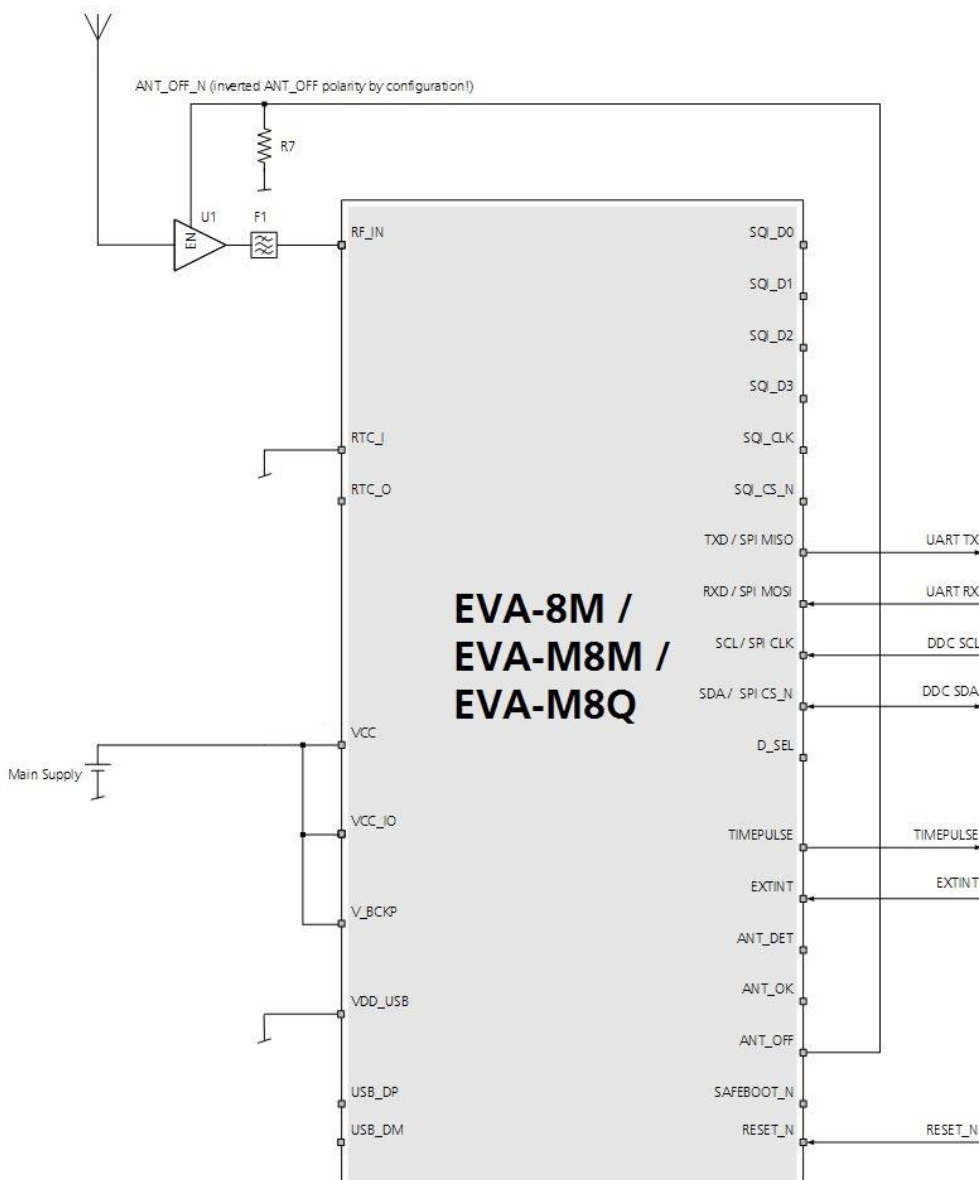 ANT_OFF_N (inverted ANT_OFF polarity by configuration!)
R7
U1
F1
EN
RF_IN
SQI_D0
SQI_D1
SQI_D2
SQI_D3
RTC_I
SQI_CLK
RTC_O
SQI_CS_N
TXD / SPI MISO
UART TX
RXD / SPI MOSI
UART RX
EVA-8M /
EVA-M8M /
EVA-M8Q
SCL / SPI CLK
DDC SCL
SDA / SPI CS_N
DDC SDA
VCC
D_SEL
Main Supply
VCC_IO
TIMEPULSE
TIMEPULSE
EXTINT
EXTINT
V_BCKP
ANT_DET
ANT_OK
VDD_USB
ANT_OFF
USB_DP
SAFEBOOT_N
USB_DM
RESET_N
RESET_N